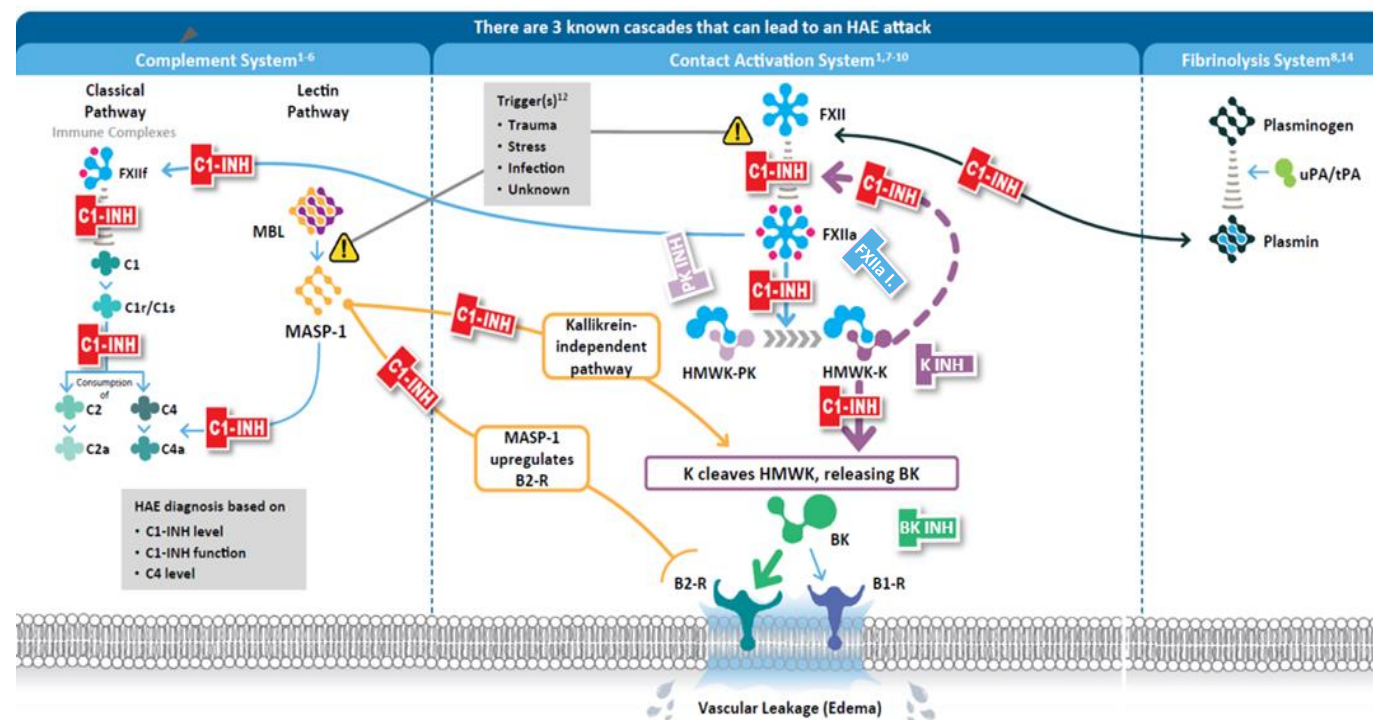 There are 3 known cascades that can lead to an HAE attack
Complement System1-6
Contact Activation System1,7-10
Fibrinolysis System8,14
Classical
Pathway
Immune Complexes
Lectin
Pathway
FXIIf
C1-INH
C1-INH
C1
C1r/C1s
C1-INH
Consumption
of
C2
C4
C2a
C4a
C1-INH
MBL
MASP-1
HAE diagnosis based on
• C1-INH level
• C1-INH function
• C4 level
Trigger(s)12
• Trauma
• Stress
• Infection
• Unknown
FXII
C1-INH
C1-INH
FXIIa
PK INH
FXIIa I.
C1-INH
C1-INH
Kallikrein-
independent
pathway
HMWK-PK
HMWK-K
K INH
C1-INH
C1-INH
MASP-1
upregulates
B2-R
K cleaves HMWK, releasing BK
BK
BK INH
B2-R
B1-R
Vascular Leakage (Edema)
C1-INH
Plasminogen
uPA/tPA
Plasmin